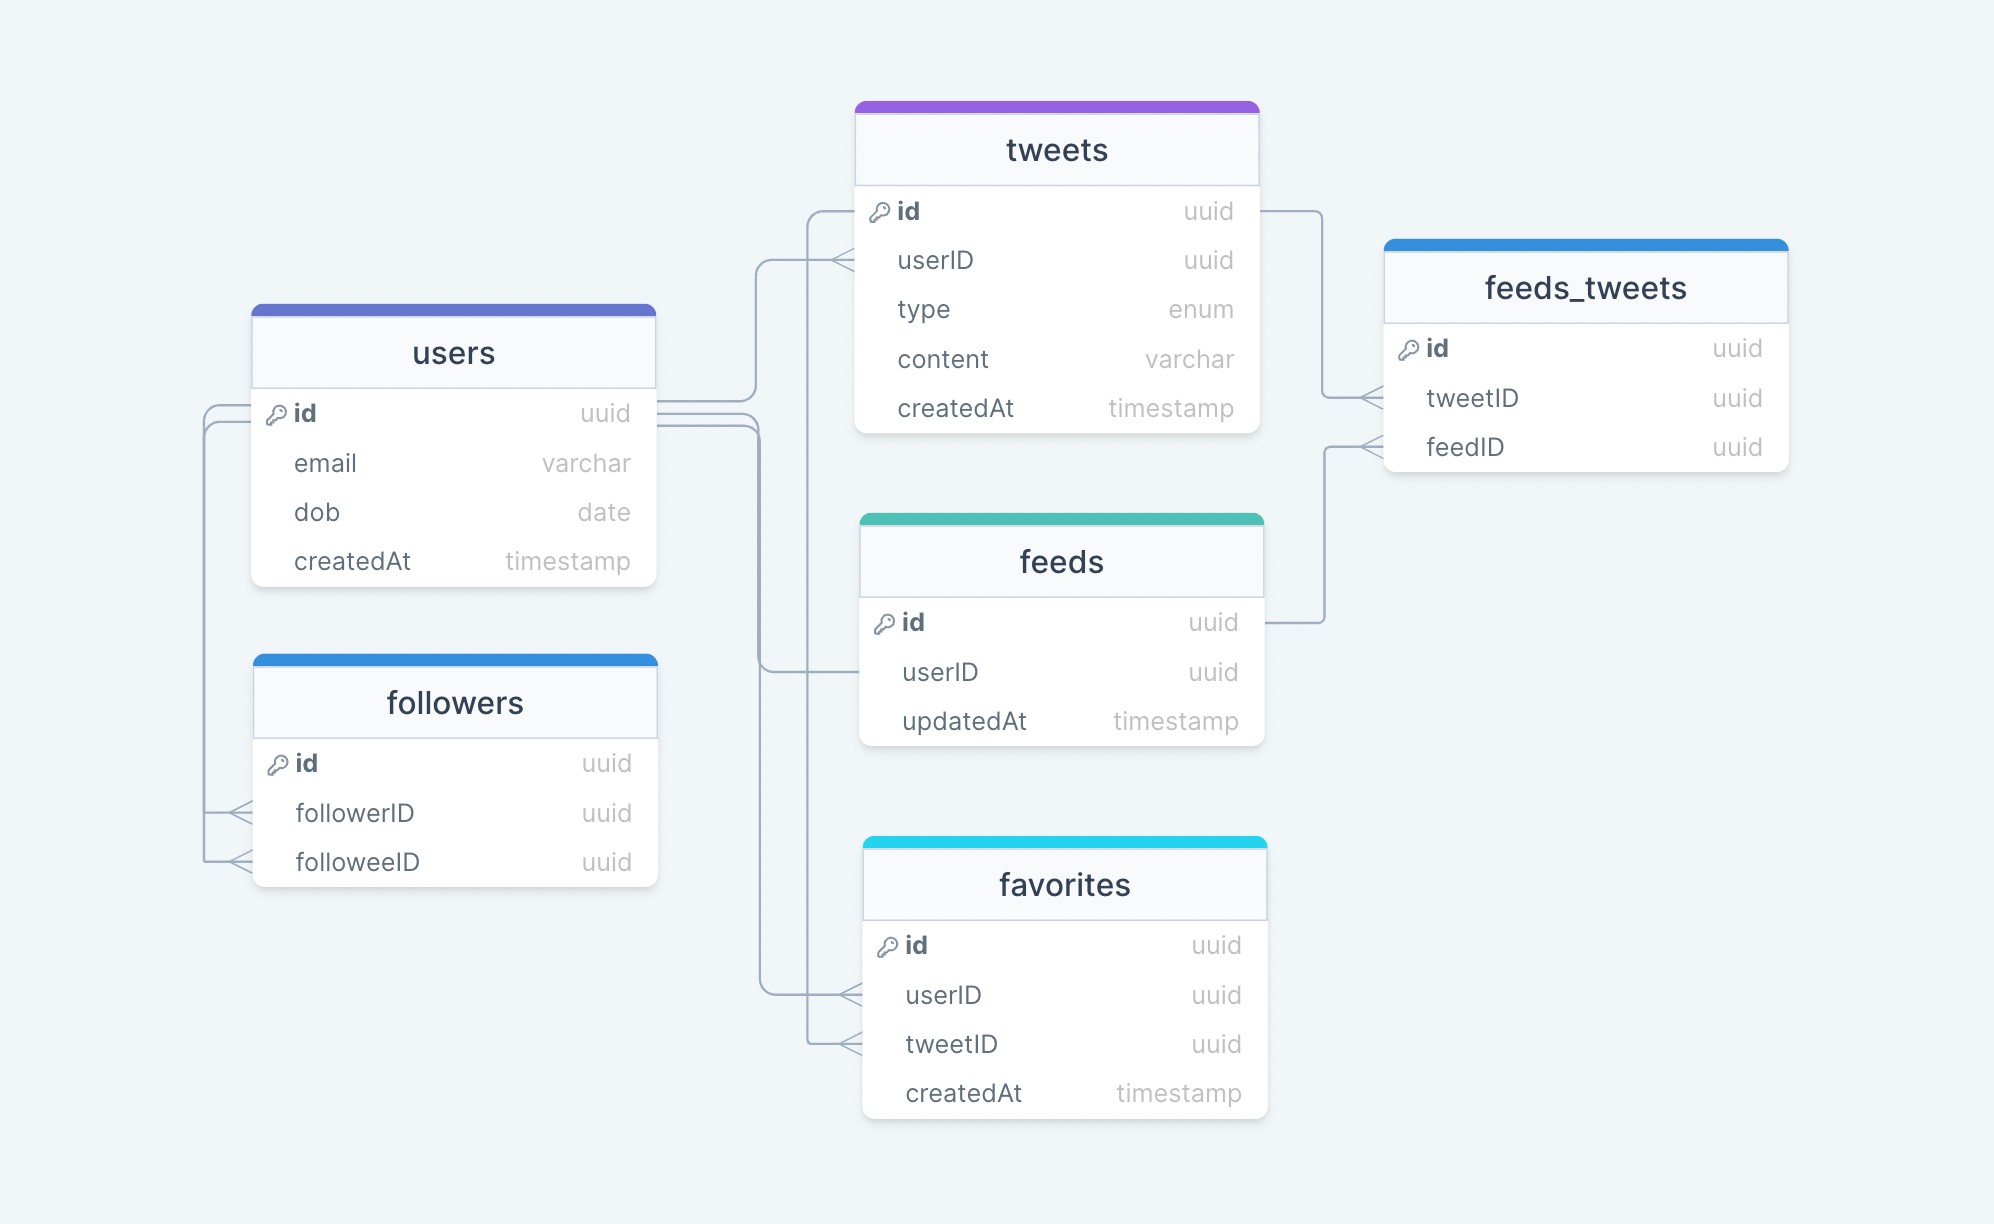 users
id uuid
email varchar
dob date
createdAt timestamp
followers
id uuid
followerID uuid
followeeID uuid
tweets
id uuid
userID uuid
type enum
content varchar
createdAt timestamp
feeds
id uuid
userID uuid
updatedAt timestamp
favorites
id uuid
userID uuid
tweetID uuid
createdAt timestamp
feeds_tweets
id uuid
tweetID uuid
feedID uuid